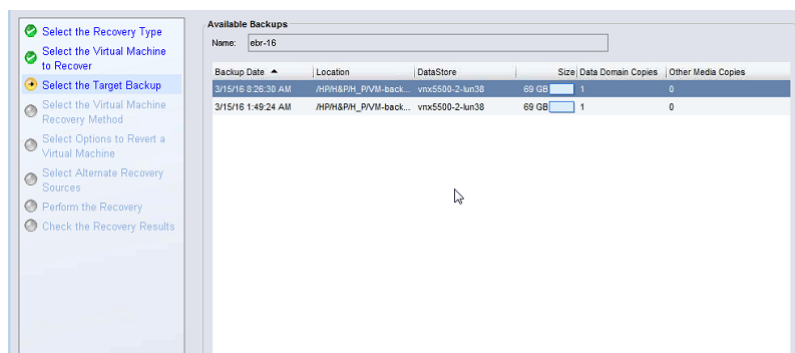 Select the Recovery Type
Select the Virtual Machine
to Recover
Select the Target Backup
Select the Virtual Machine
Recovery Method
Select Options to Revert a
Virtual Machine
Select Alternate Recovery
Sources
Perform the Recovery
Check the Recovery Results
Available Backups
Name: ebr-16
Backup Date Location DataStore Size Data Domain Copies Other Media Copies
3/15/16 8:26:30 AM /HP/H&P/H_P/VM-back... vnx5500-2-lun38 69 GB 1 0
3/15/16 1:49:24 AM /HP/H&P/H_P/VM-back... vnx5500-2-lun38 69 GB 1 0